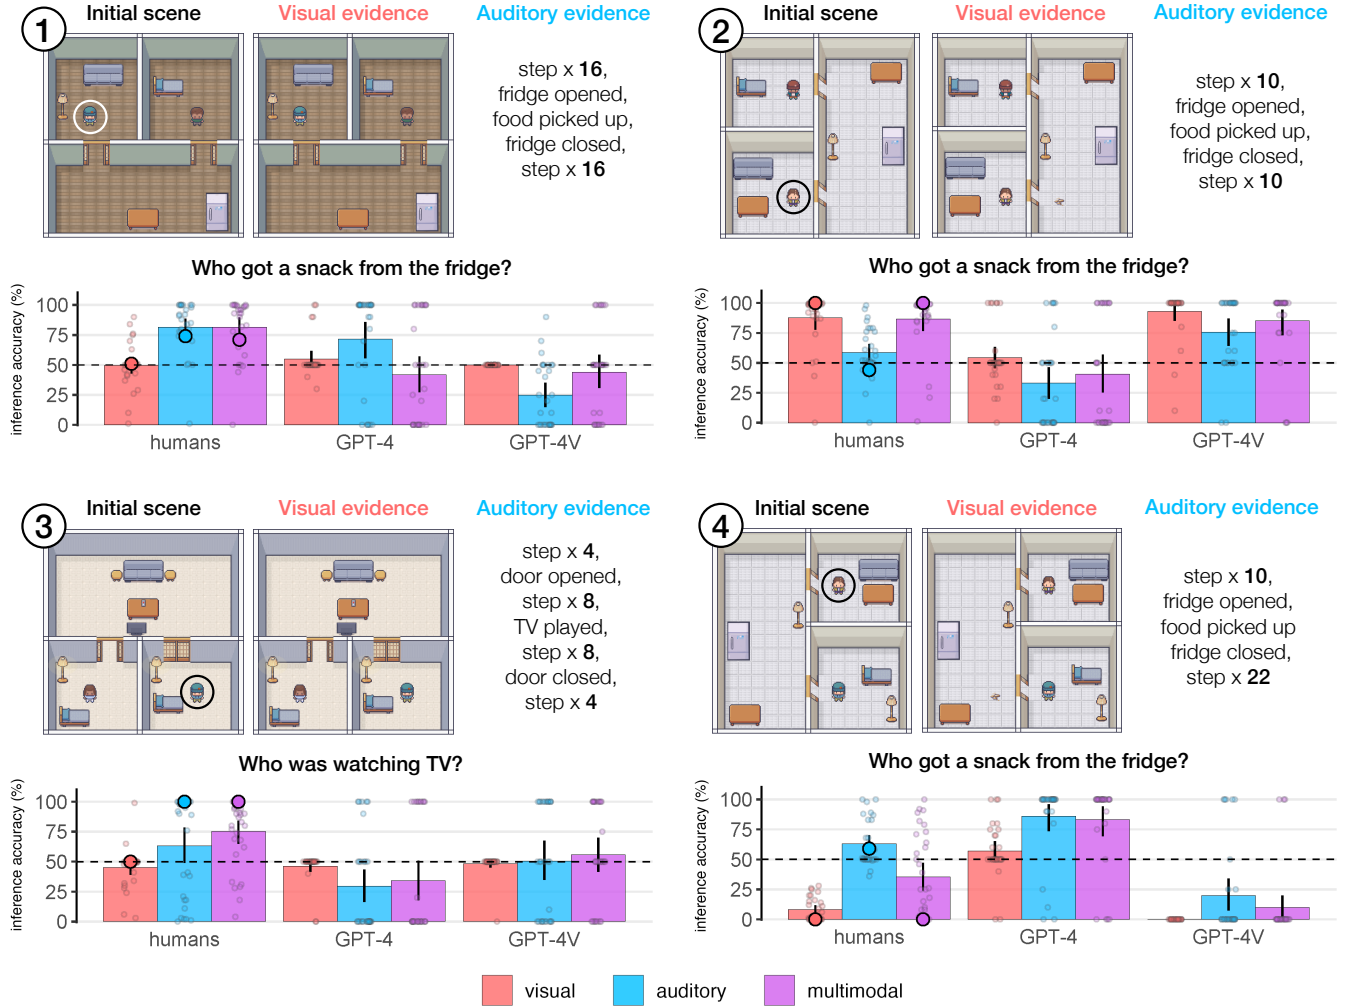 1
Initial scene
Visual evidence
Auditory evidence
step x 16,
fridge opened,
food picked up,
fridge closed,
step x 16
Who got a snack from the fridge?
inference accuracy (%)
100
75
50
25
0
humans
GPT-4
GPT-4V
2
Initial scene
Visual evidence
Auditory evidence
step x 10,
fridge opened,
food picked up,
fridge closed,
step x 10
Who got a snack from the fridge?
inference accuracy (%)
100
75
50
25
0
humans
GPT-4
GPT-4V
3
Initial scene
Visual evidence
Auditory evidence
step x 4,
door opened,
step x 8,
TV played,
step x 8,
door closed,
step x 4
Who was watching TV?
inference accuracy (%)
100
75
50
25
0
humans
GPT-4
GPT-4V
4
Initial scene
Visual evidence
Auditory evidence
step x 10,
fridge opened,
food picked up
fridge closed,
step x 22
Who got a snack from the fridge?
inference accuracy (%)
100
75
50
25
0
humans
GPT-4
GPT-4V
visual
auditory
multimodal